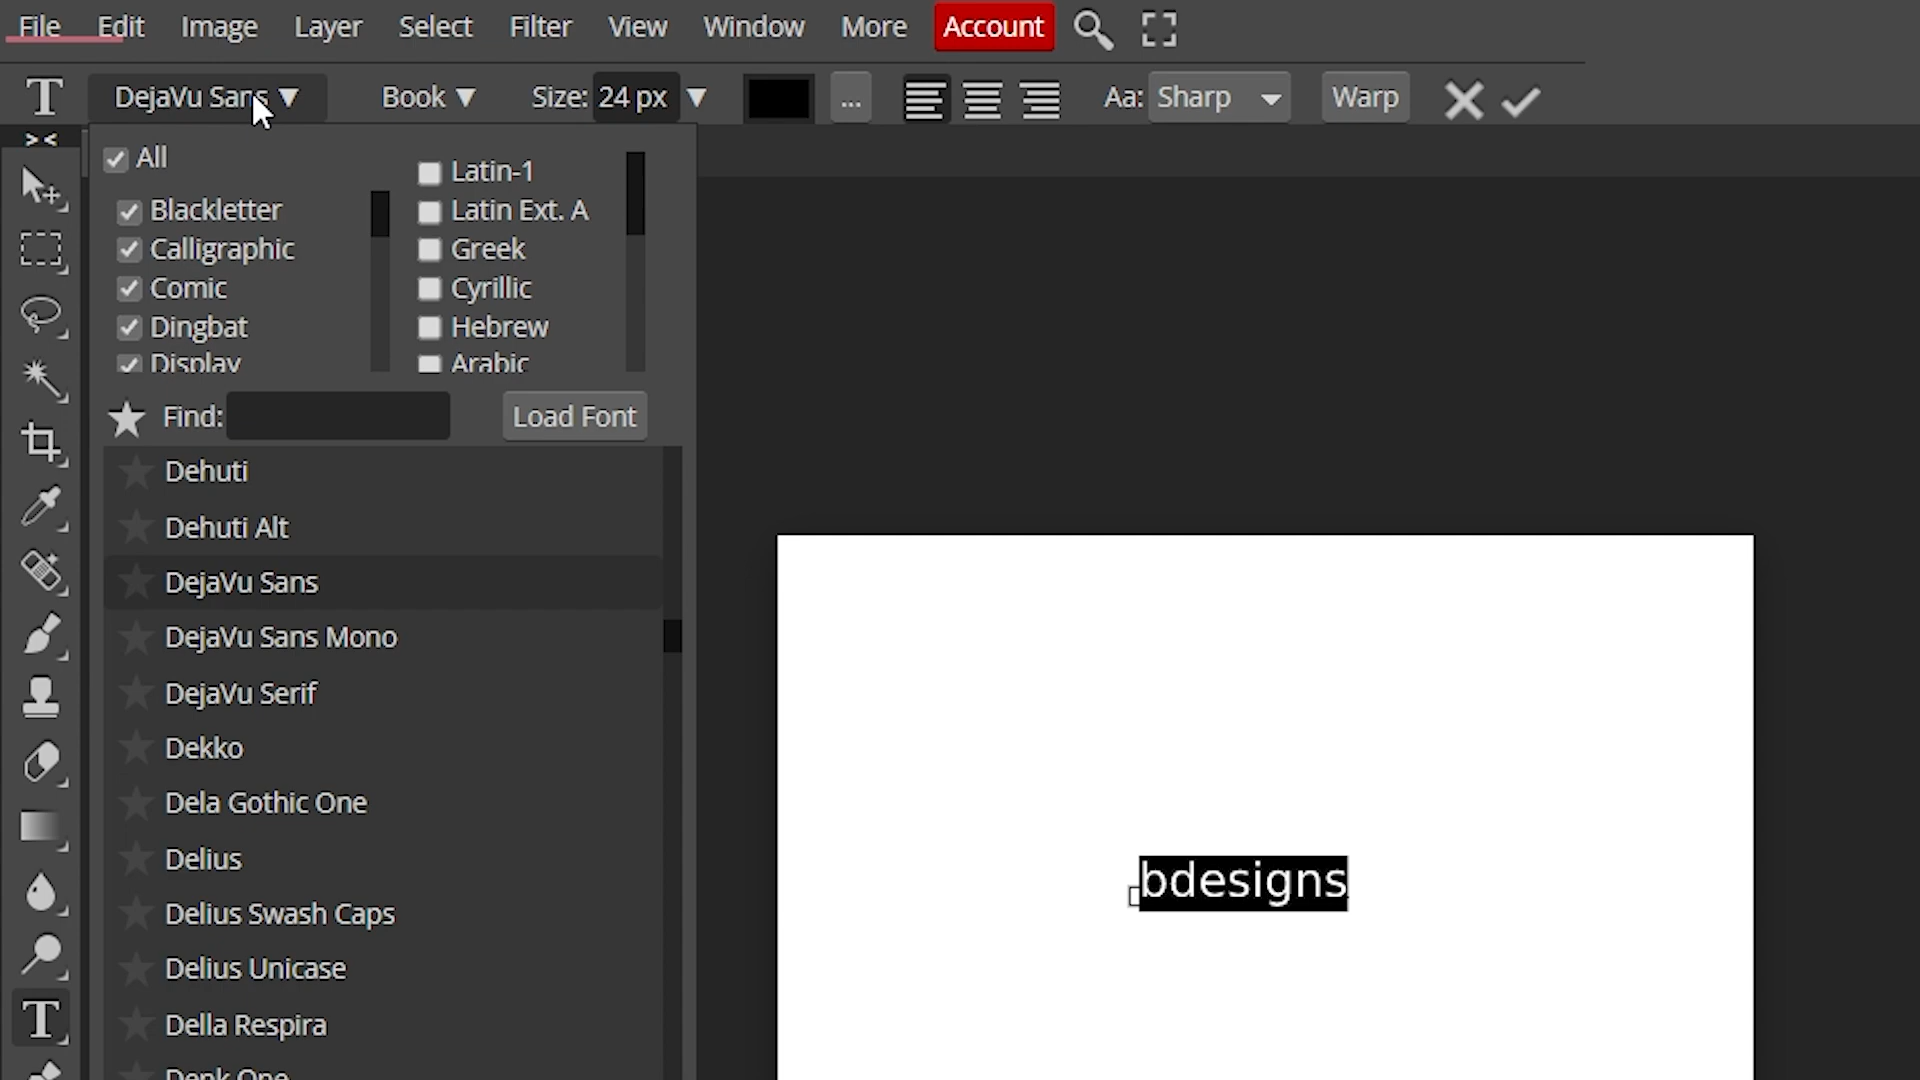 File Edit Image Layer Select Filter View Window More Account
T DejaVu Sans ▼ Book ▼ Size: 24 px ▼ ... Aa: Sharp Warp
> <
All
Latin-1
Blackletter
Latin Ext. A
Calligraphic
Greek
Comic
Cyrillic
Dingbat
Hebrew
Display
Arabic
Find:
Load Font
Dehuti
Dehuti Alt
DejaVu Sans
DejaVu Sans Mono
DejaVu Serif
Dekko
Dela Gothic One
bdesigns
Delius
Delius Swash Caps
Delius Unicase
T
Della Respira
Denk One